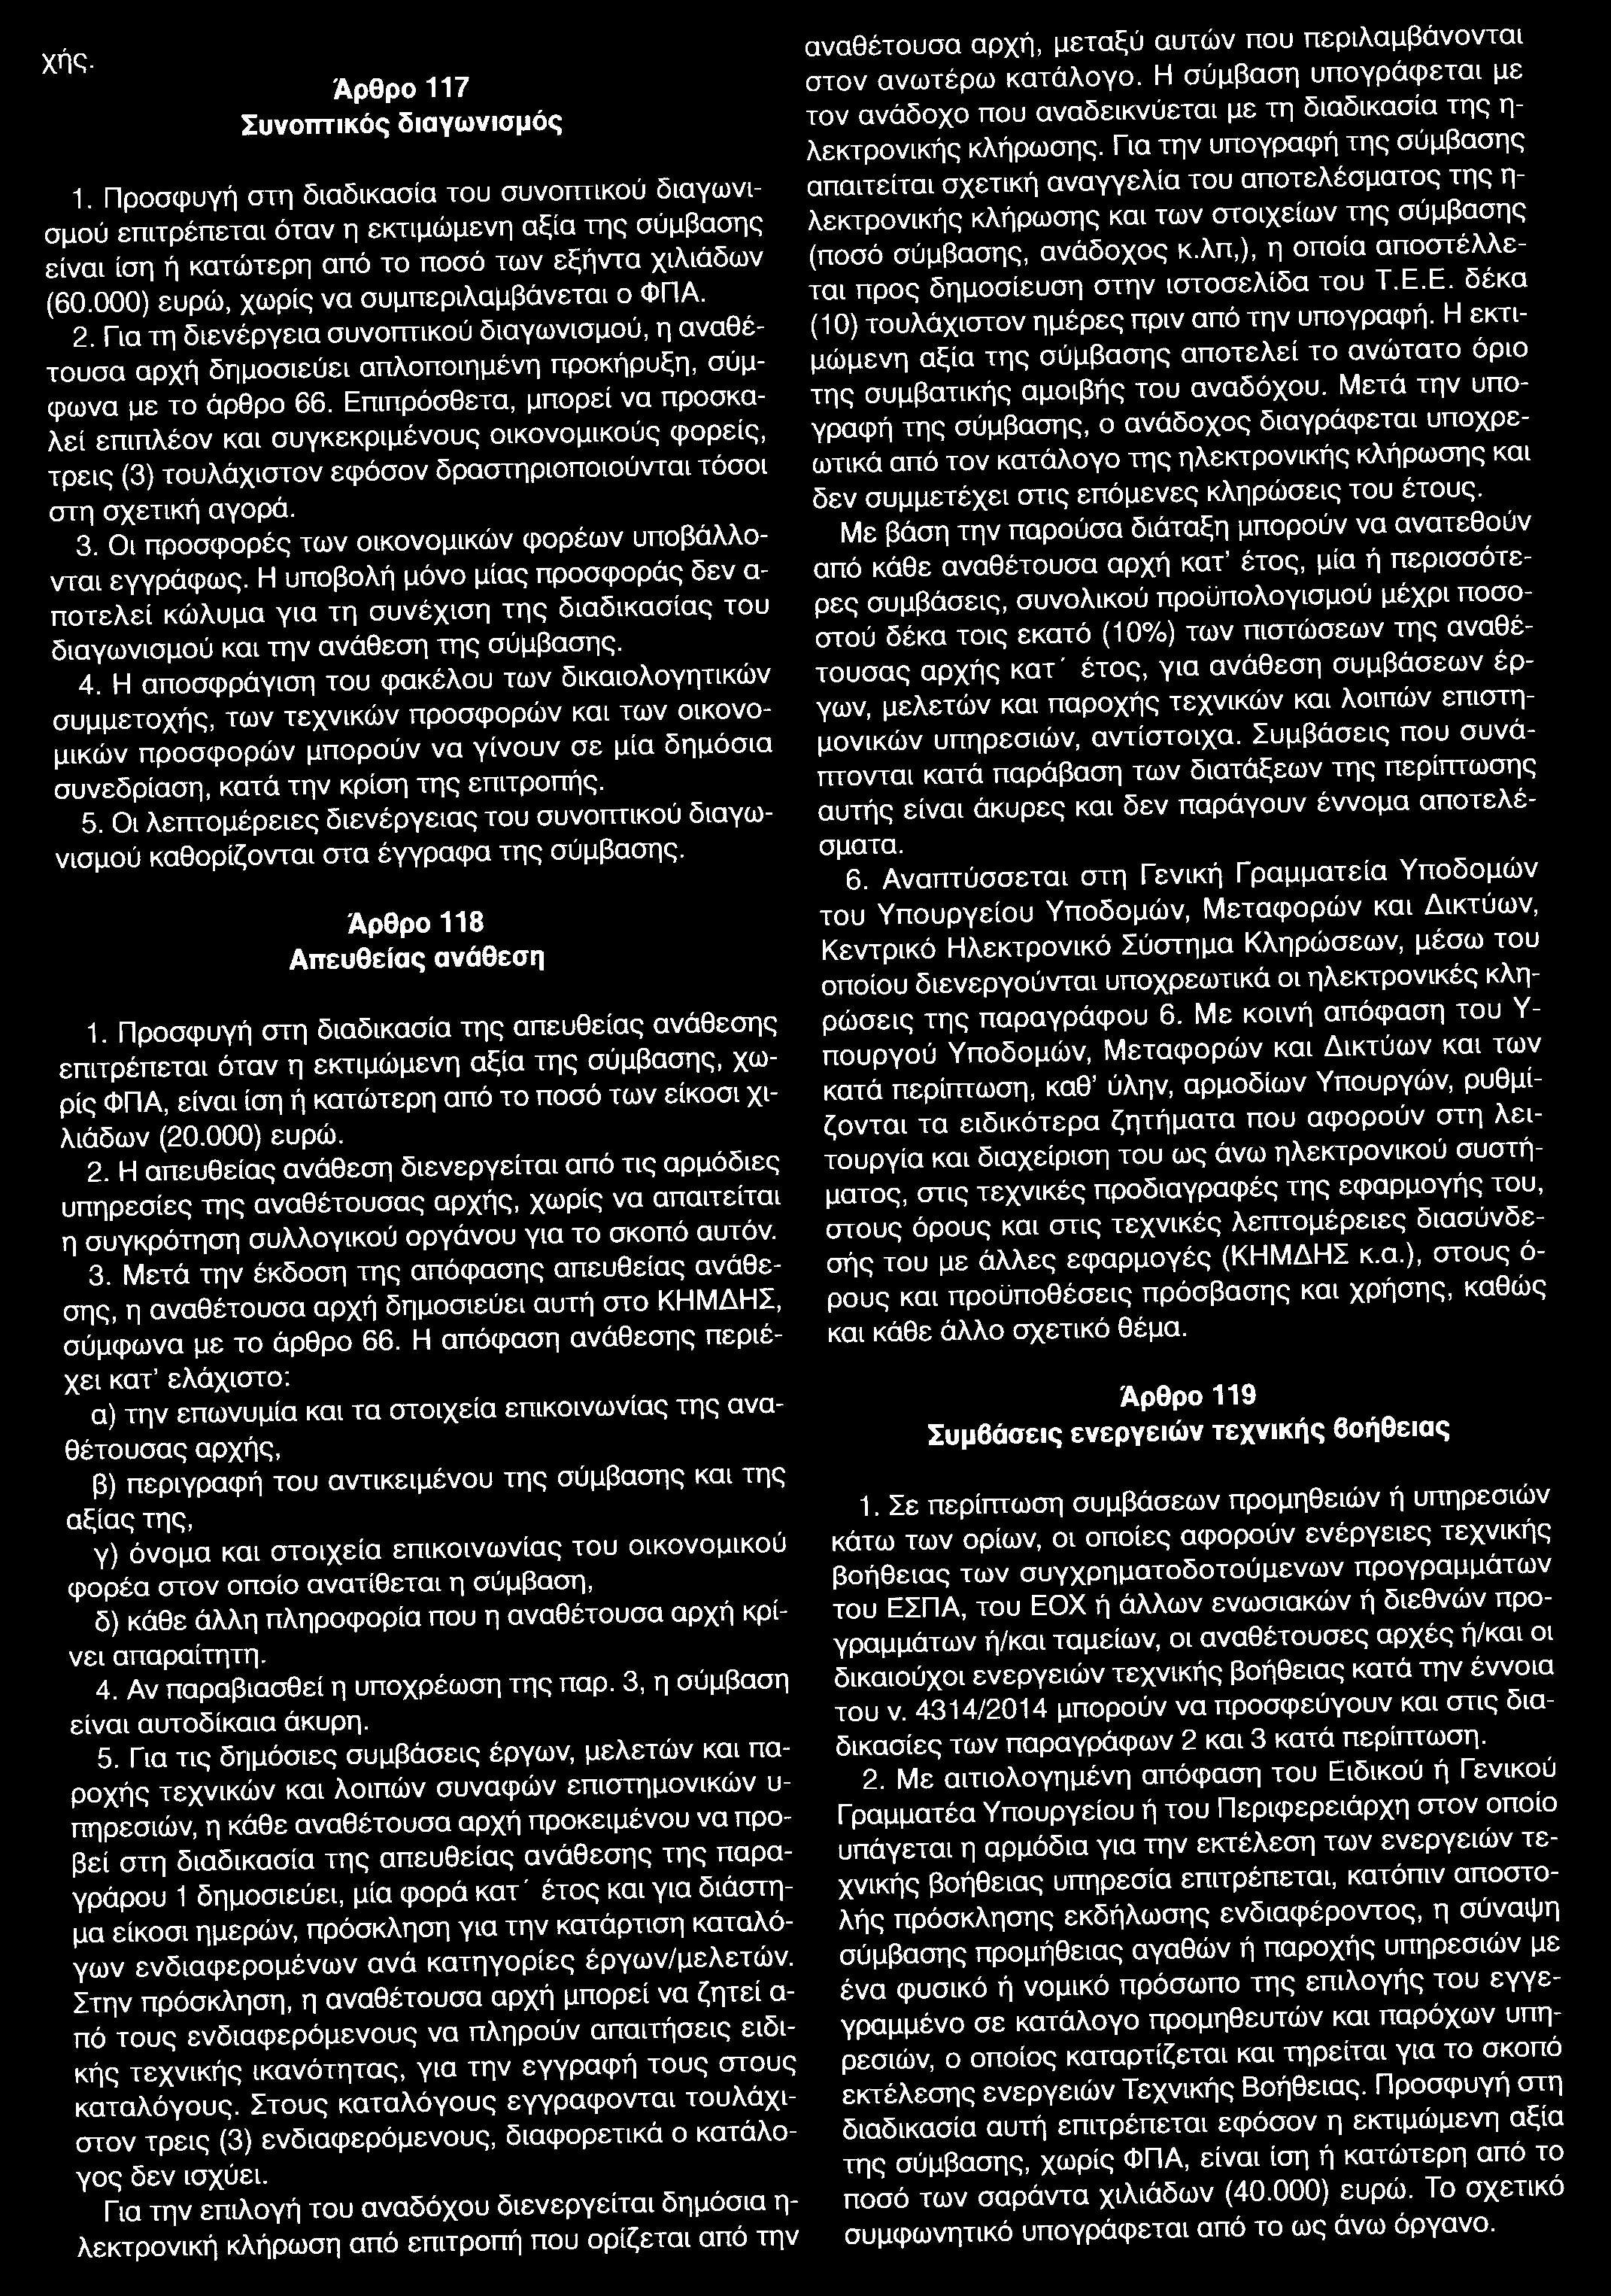 χής.
Άρθρο 117
Συνοπτικός διαγωνισμός
1. Προσφυγή στη διαδικασία του συνοπτικού διαγωνι-
σμού επιτρέπεται όταν η εκτιμώμενη αξία της σύμβασης
είναι ίση ή κατώτερη από το ποσό των εξήντα χιλιάδων
(60.000) ευρώ, χωρίς να συμπεριλαμβάνεται ο ΦΠΑ.
2. Για τη διενέργεια συνοπτικού διαγωνισμού, η αναθέ-
τουσα αρχή δημοσιεύει απλοποιημένη προκήρυξη, σύμ-
φωνα με το άρθρο 66. Επιπρόσθετα, μπορεί να προσκα-
λεί επιπλέον και συγκεκριμένους οικονομικούς φορείς,
τρεις (3) τουλάχιστον εφόσον δραστηριοποιούνται τόσοι
στη σχετική αγορά.
3. Οι προσφορές των οικονομικών φορέων υποβάλλο-
νται εγγράφως. Η υποβολή μόνο μίας προσφοράς δεν α-
ποτελεί κώλυμα για τη συνέχιση της διαδικασίας του
διαγωνισμού και την ανάθεση της σύμβασης.
4. Η αποσφράγιση του φακέλου των δικαιολογητικών
συμμετοχής, των τεχνικών προσφορών και των οικονο-
μικών προσφορών μπορούν να γίνουν σε μία δημόσια
συνεδρίαση, κατά την κρίση της επιτροπής.
5. Οι λεπτομέρειες διενέργειας του συνοπτικού διαγω-
νισμού καθορίζονται στα έγγραφα της σύμβασης.
Άρθρο 118
Απευθείας ανάθεση
1. Προσφυγή στη διαδικασία της απευθείας ανάθεσης
επιτρέπεται όταν η εκτιμώμενη αξία της σύμβασης, χω-
ρίς ΦΠΑ, είναι ίση ή κατώτερη από το ποσό των είκοσι χι-
λιάδων (20.000) ευρώ.
2. Η απευθείας ανάθεση διενεργείται από τις αρμόδιες
υπηρεσίες της αναθέτουσας αρχής, χωρίς να απαιτείται
η συγκρότηση συλλογικού οργάνου για το σκοπό αυτόν.
3. Μετά την έκδοση της απόφασης απευθείας ανάθε-
σης, η αναθέτουσα αρχή δημοσιεύει αυτή στο ΚΗΜΔΗΣ,
σύμφωνα με το άρθρο 66. Η απόφαση ανάθεσης περιέ-
χει κατ' ελάχιστο:
α) την επωνυμία και τα στοιχεία επικοινωνίας της ανα-
θέτουσας αρχής,
β) περιγραφή του αντικειμένου της σύμβασης και της
αξίας της,
γ) όνομα και στοιχεία επικοινωνίας του οικονομικού
φορέα στον οποίο ανατίθεται η σύμβαση,
δ) κάθε άλλη πληροφορία που η αναθέτουσα αρχή κρί-
νει απαραίτητη.
4. Αν παραβιασθεί η υποχρέωση της παρ. 3, η σύμβαση
είναι αυτοδίκαια άκυρη.
5. Για τις δημόσιες συμβάσεις έργων, μελετών και πα-
ροχής τεχνικών και λοιπών συναφών επιστημονικών υ-
πηρεσιών, η κάθε αναθέτουσα αρχή προκειμένου να προ-
βεί στη διαδικασία της απευθείας ανάθεσης της παρα-
γράρου 1 δημοσιεύει, μία φορά κατ΄ έτος και για διάστη-
μα είκοσι ημερών, πρόσκληση για την κατάρτιση καταλό-
γων ενδιαφερομένων ανά κατηγορίες έργων/μελετών.
Στην πρόσκληση, η αναθέτουσα αρχή μπορεί να ζητεί α-
πό τους ενδιαφερόμενους να πληρούν απαιτήσεις ειδι-
κής τεχνικής ικανότητας, για την εγγραφή τους στους
καταλόγους. Στους καταλόγους εγγραφονται τουλάχι-
στον τρεις (3) ενδιαφερόμενους, διαφορετικά ο κατάλο-
γος δεν ισχύει.
Για την επιλογή του αναδόχου διενεργείται δημόσια η-
λεκτρονική κλήρωση από επιτροπή που ορίζεται από την
αναθέτουσα αρχή, μεταξύ αυτών που περιλαμβάνονται
στον ανωτέρω κατάλογο. Η σύμβαση υπογράφεται με
τον ανάδοχο που αναδεικνύεται με τη διαδικασία της η-
λεκτρονικής κλήρωσης. Για την υπογραφή της σύμβασης
απαιτείται σχετική αναγγελία του αποτελέσματος της η-
λεκτρονικής κλήρωσης και των στοιχείων της σύμβασης
(ποσό σύμβασης, ανάδοχος κ.λπ,), η οποία αποστέλλε-
ται προς δημοσίευση στην ιστοσελίδα του Τ.Ε.Ε. δέκα
(10) τουλάχιστον ημέρες πριν από την υπογραφή. Η εκτι-
μώμενη αξία της σύμβασης αποτελεί το ανώτατο όριο
της συμβατικής αμοιβής του αναδόχου. Μετά την υπο-
γραφή της σύμβασης, ο ανάδοχος διαγράφεται υποχρε-
ωτικά από τον κατάλογο της ηλεκτρονικής κλήρωσης και
δεν συμμετέχει στις επόμενες κληρώσεις του έτους.
Με βάση την παρούσα διάταξη μπορούν να ανατεθούν
από κάθε αναθέτουσα αρχή κατ' έτος, μία ή περισσότε-
ρες συμβάσεις, συνολικού προϋπολογισμού μέχρι ποσο-
στού δέκα τοις εκατό (10%) των πιστώσεων της αναθέ-
τουσας αρχής κατ΄ έτος, για ανάθεση συμβάσεων έρ-
γων, μελετών και παροχής τεχνικών και λοιπών επιστη-
μονικών υπηρεσιών, αντίστοιχα. Συμβάσεις που συνά-
πτονται κατά παράβαση των διατάξεων της περίπτωσης
αυτής είναι άκυρες και δεν παράγουν έννομα αποτελέ-
σματα.
6. Αναπτύσσεται στη Γενική Γραμματεία Υποδομών
του Υπουργείου Υποδομών, Μεταφορών και Δικτύων,
Κεντρικό Ηλεκτρονικό Σύστημα Κληρώσεων, μέσω του
οποίου διενεργούνται υποχρεωτικά οι ηλεκτρονικές κλη-
ρώσεις της παραγράφου 6. Με κοινή απόφαση του Υ-
πουργού Υποδομών, Μεταφορών και Δικτύων και των
κατά περίπτωση, καθ' ύλην, αρμοδίων Υπουργών, ρυθμί-
ζονται τα ειδικότερα ζητήματα που αφορούν στη λει-
τουργία και διαχείριση του ως άνω ηλεκτρονικού συστή-
ματος, στις τεχνικές προδιαγραφές της εφαρμογής του,
στους όρους και στις τεχνικές λεπτομέρειες διασύνδε-
σής του με άλλες εφαρμογές (ΚΗΜΔΗΣ κ.α.), στους ό-
ρους και προϋποθέσεις πρόσβασης και χρήσης, καθώς
και κάθε άλλο σχετικό θέμα.
Άρθρο 119
Συμβάσεις ενεργειών τεχνικής βοήθειας
1. Σε περίπτωση συμβάσεων προμηθειών ή υπηρεσιών
κάτω των ορίων, οι οποίες αφορούν ενέργειες τεχνικής
βοήθειας των συγχρηματοδοτούμενων προγραμμάτων
του ΕΣΠΑ, του ΕΟΧ ή άλλων ενωσιακών ή διεθνών προ-
γραμμάτων ή/και ταμείων, οι αναθέτουσες αρχές ή/και οι
δικαιούχοι ενεργειών τεχνικής βοήθειας κατά την έννοια
του ν. 4314/2014 μπορούν να προσφεύγουν και στις δια-
δικασίες των παραγράφων 2 και 3 κατά περίπτωση.
2. Με αιτιολογημένη απόφαση του Ειδικού ή Γενικού
Γραμματέα Υπουργείου ή του Περιφερειάρχη στον οποίο
υπάγεται η αρμόδια για την εκτέλεση των ενεργειών τε-
χνικής βοήθειας υπηρεσία επιτρέπεται, κατόπιν αποστο-
λής πρόσκλησης εκδήλωσης ενδιαφέροντος, η σύναψη
σύμβασης προμήθειας αγαθών ή παροχής υπηρεσιών με
ένα φυσικό ή νομικό πρόσωπο της επιλογής του εγγε-
γραμμένο σε κατάλογο προμηθευτών και παρόχων υπη-
ρεσιών, ο οποίος καταρτίζεται και τηρείται για το σκοπό
εκτέλεσης ενεργειών Τεχνικής Βοήθειας. Προσφυγή στη
διαδικασία αυτή επιτρέπεται εφόσον η εκτιμώμενη αξία
της σύμβασης, χωρίς ΦΠΑ, είναι ίση ή κατώτερη από το
ποσό των σαράντα χιλιάδων (40.000) ευρώ. Το σχετικό
συμφωνητικό υπογράφεται από το ως άνω όργανο.